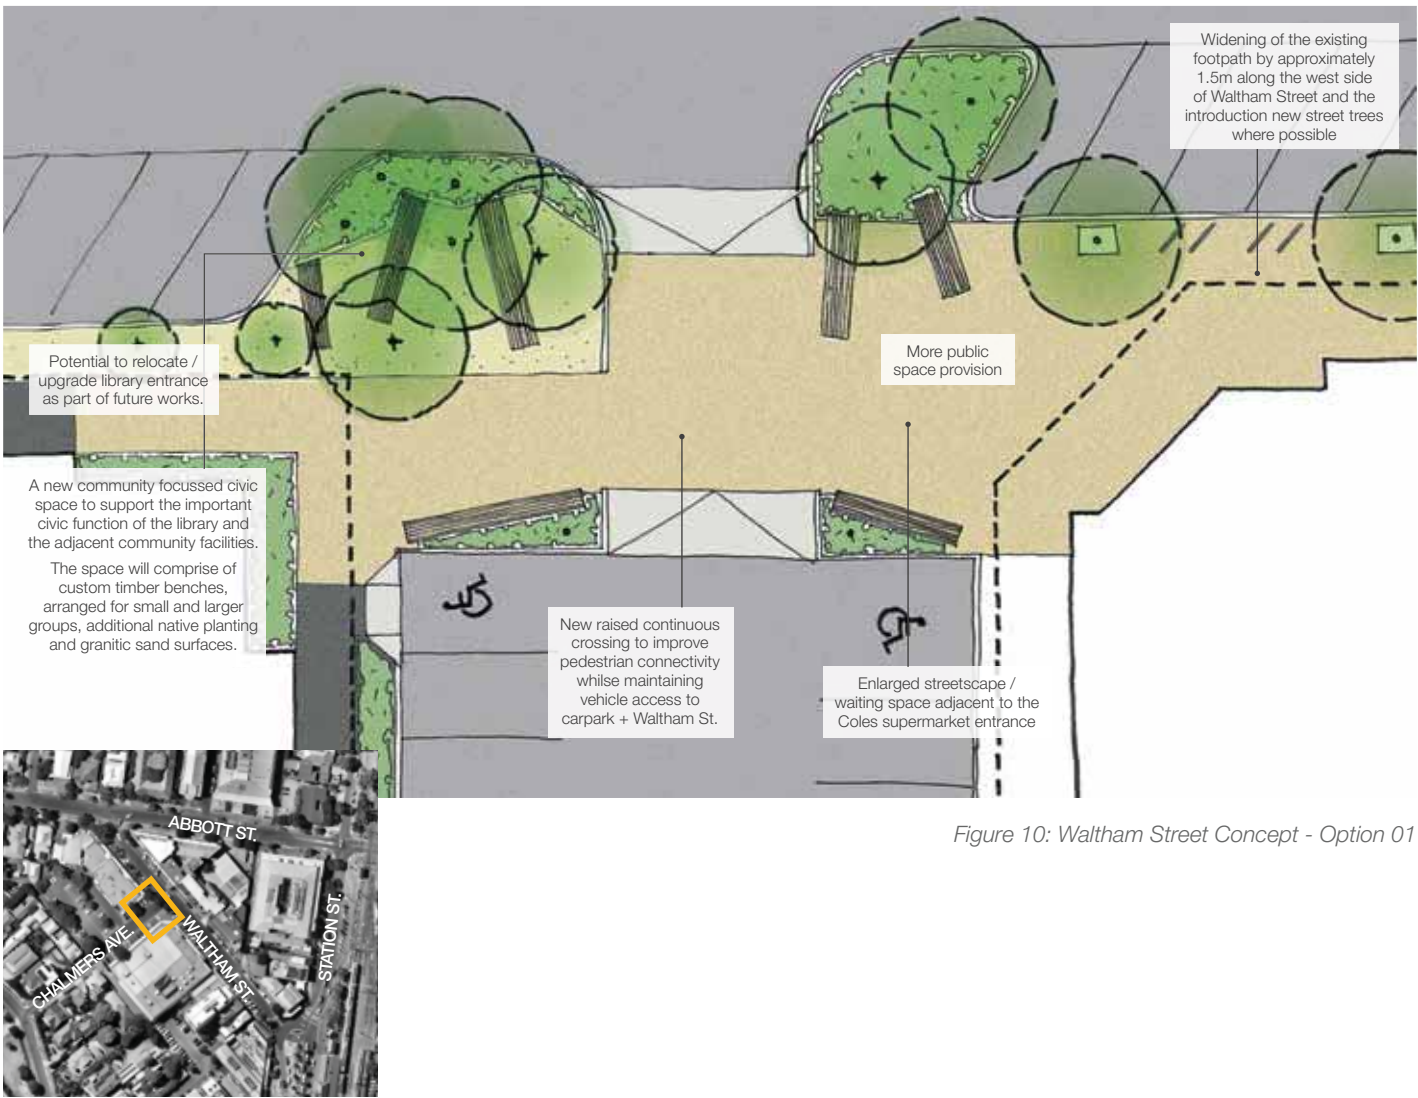 Widening of the existing
footpath by approximately
1.5m along the west side
of Waltham Street and the
introduction new street trees
where possible
Potential to relocate /
upgrade library entrance
as part of future works.
More public
space provision
A new community focussed civic
space to support the important
civic function of the library and
the adjacent community facilities.
The space will comprise of
custom timber benches,
arranged for small and larger
groups, additional native planting
and granitic sand surfaces.
New raised continuous
crossing to improve
pedestrian connectivity
whilse maintaining
vehicle access to
carpark + Waltham St.
Enlarged streetscape /
waiting space adjacent to the
Coles supermarket entrance
Figure 10: Waltham Street Concept - Option 01
ABBOTT ST.
STATION ST.
WALTHAM ST.
CHALMERS AVE.